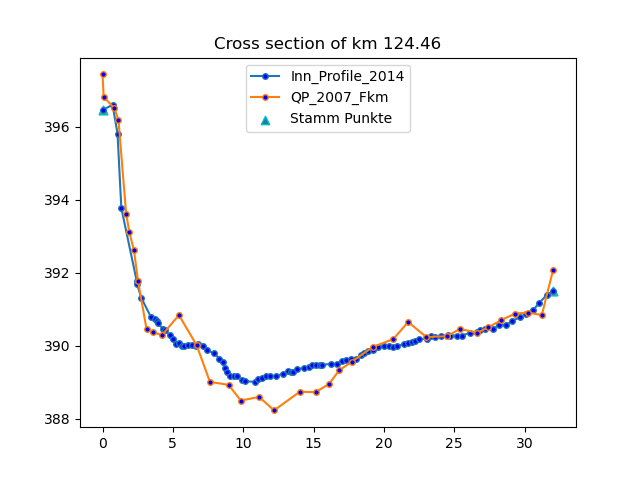 Cross section of km 124.46
Inn_Profile_2014
QP_2007_Fkm
Stamm Punkte
396
394
392
390
388
0 5 10 15 20 25 30